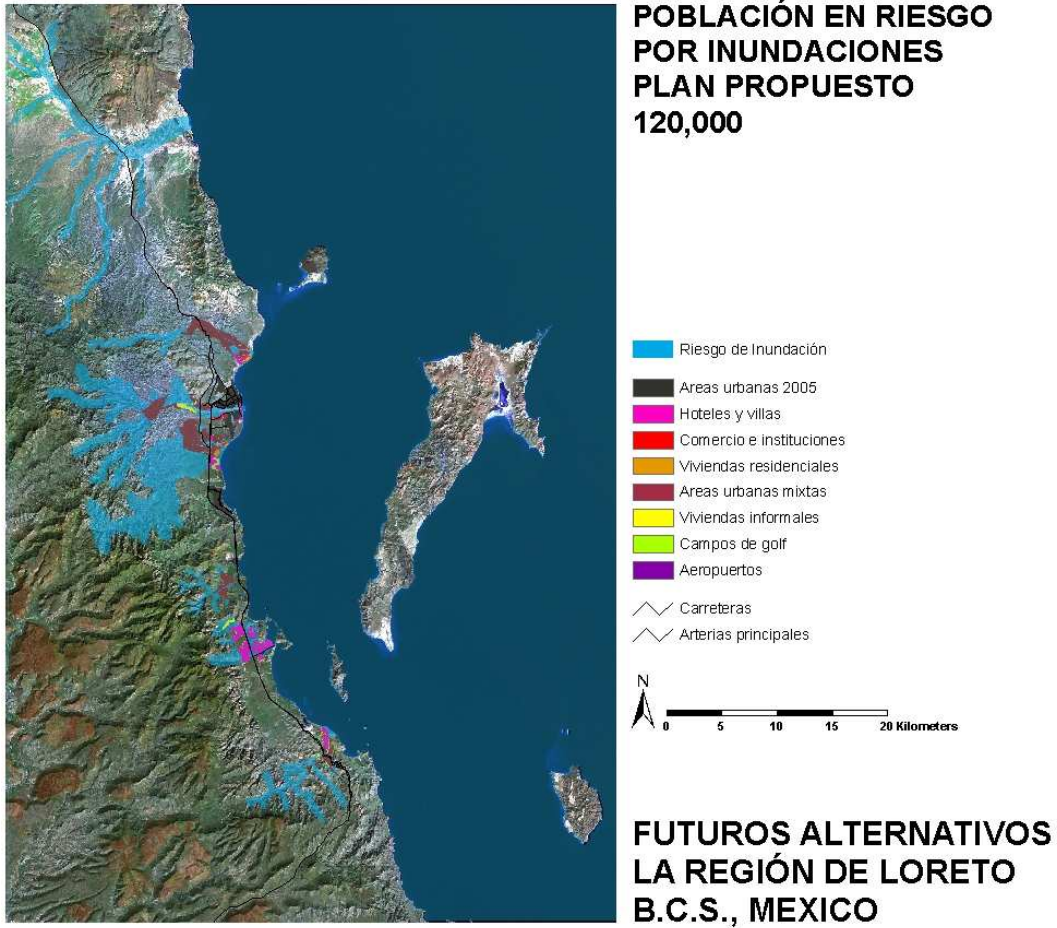 POBLACIÓN EN RIESGO
POR INUNDACIONES
PLAN PROPUESTO
120,000
Riesgo de Inundación
Areas urbanas 2005
Hoteles y villas
Comercio e instituciones
Viviendas residenciales
Areas urbanas mixtas
Viviendas informales
Campos de golf
Aeropuertos
Carreteras
Arterias principales
N
0 5 10 15 20 Kilometers
FUTUROS ALTERNATIVOS
LA REGIÓN DE LORETO
B.C.S., MEXICO